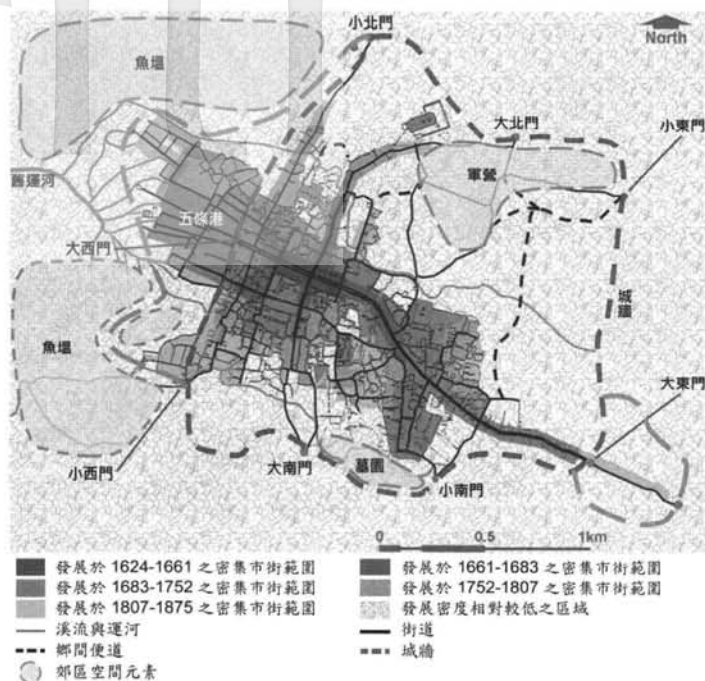 小北門
North
魚塭
大北門
小東門
軍營
舊運河
五條港
大西門
城牆
魚塭
大東門
小西門
大南門
墓園
小南門
0 0.5 1km
發展於 1624-1661 之密集市街範圍
發展於 1661-1683 之密集市街範圍
發展於 1683-1752 之密集市街範圍
發展於 1752-1807 之密集市街範圍
發展於 1807-1875 之密集市街範圍
發展密度相對較低之區域
溪流與運河
街道
鄉間便道
城牆
郊區空間元素